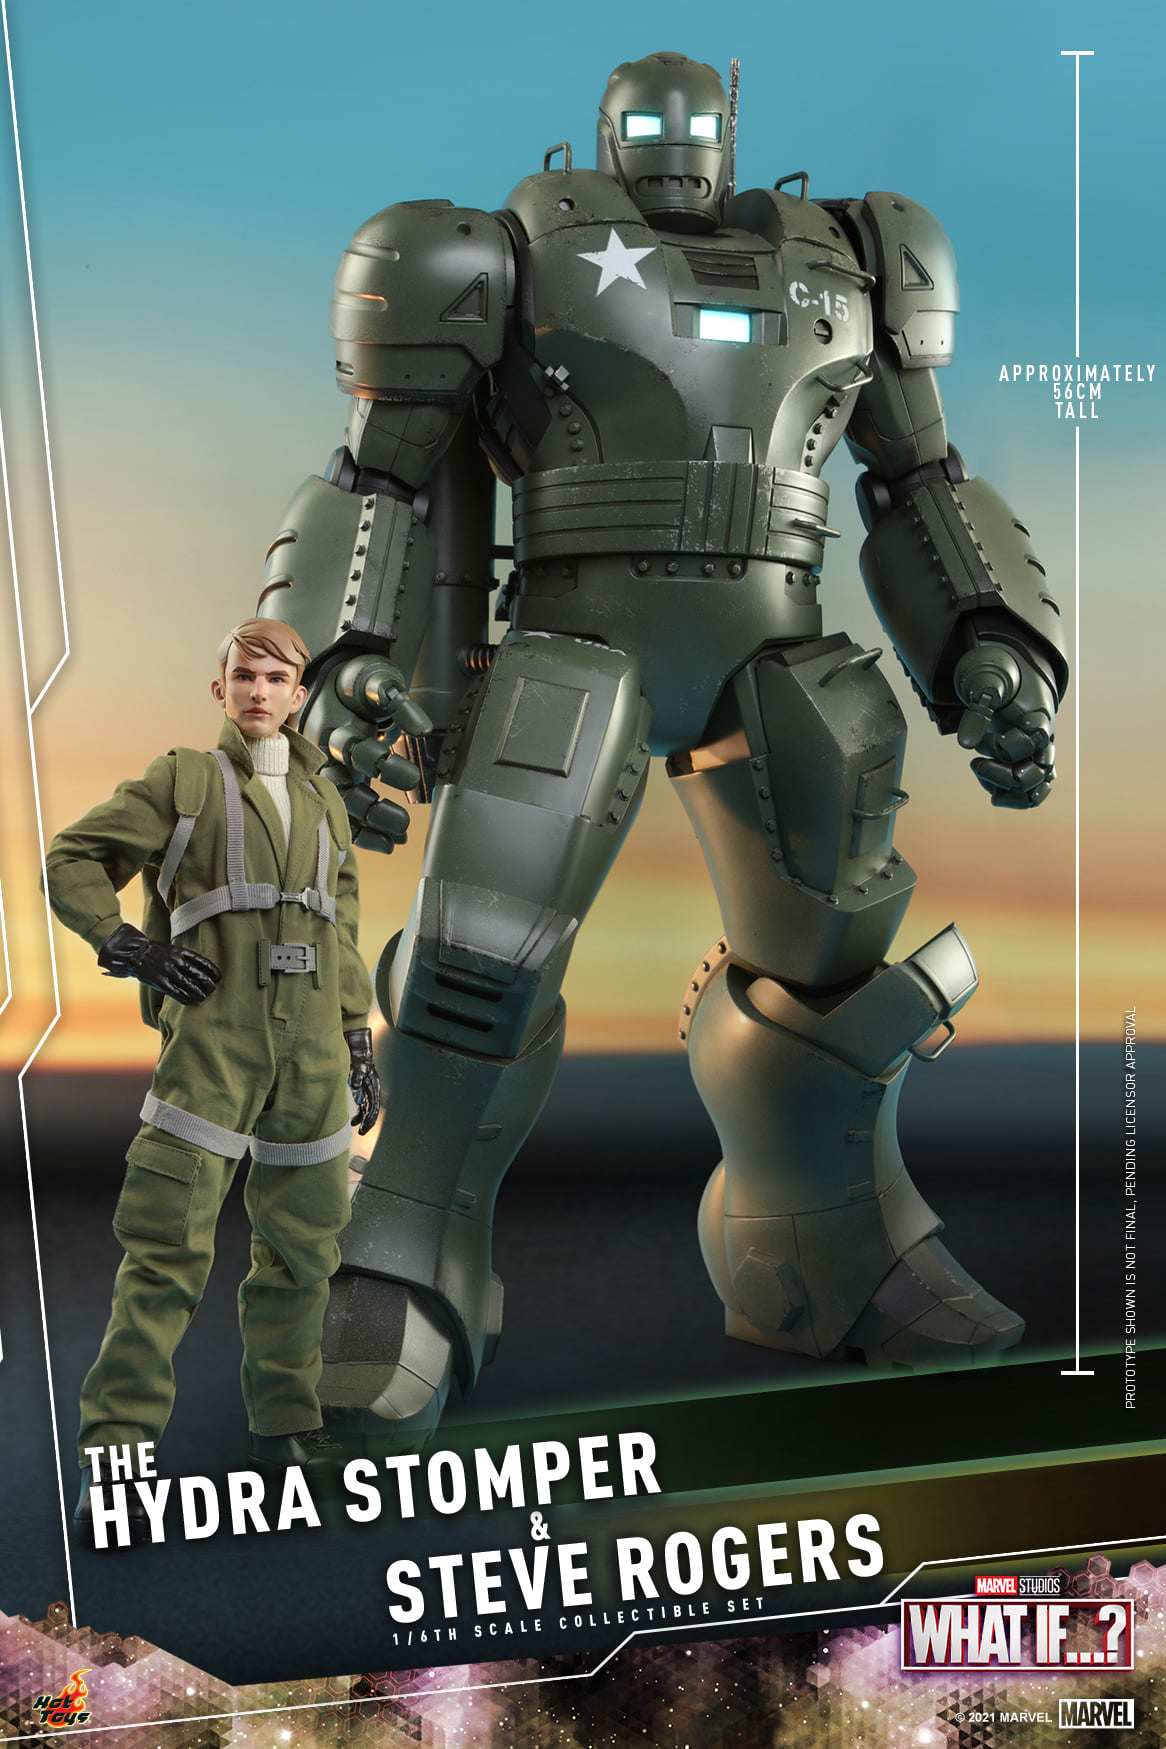 C-15
APPROXIMATELY
56CM
TALL
PROTOTYPE SHOWN IS NOT FINAL, PENDING LICENSOR APPROVAL
THE
HYDRA STOMPER
&
STEVE ROGERS
1/6TH SCALE COLLECTIBLE SET
MARVEL STUDIOS
WHAT IF...?
Hot
Toys
© 2021 MARVEL
MARVEL